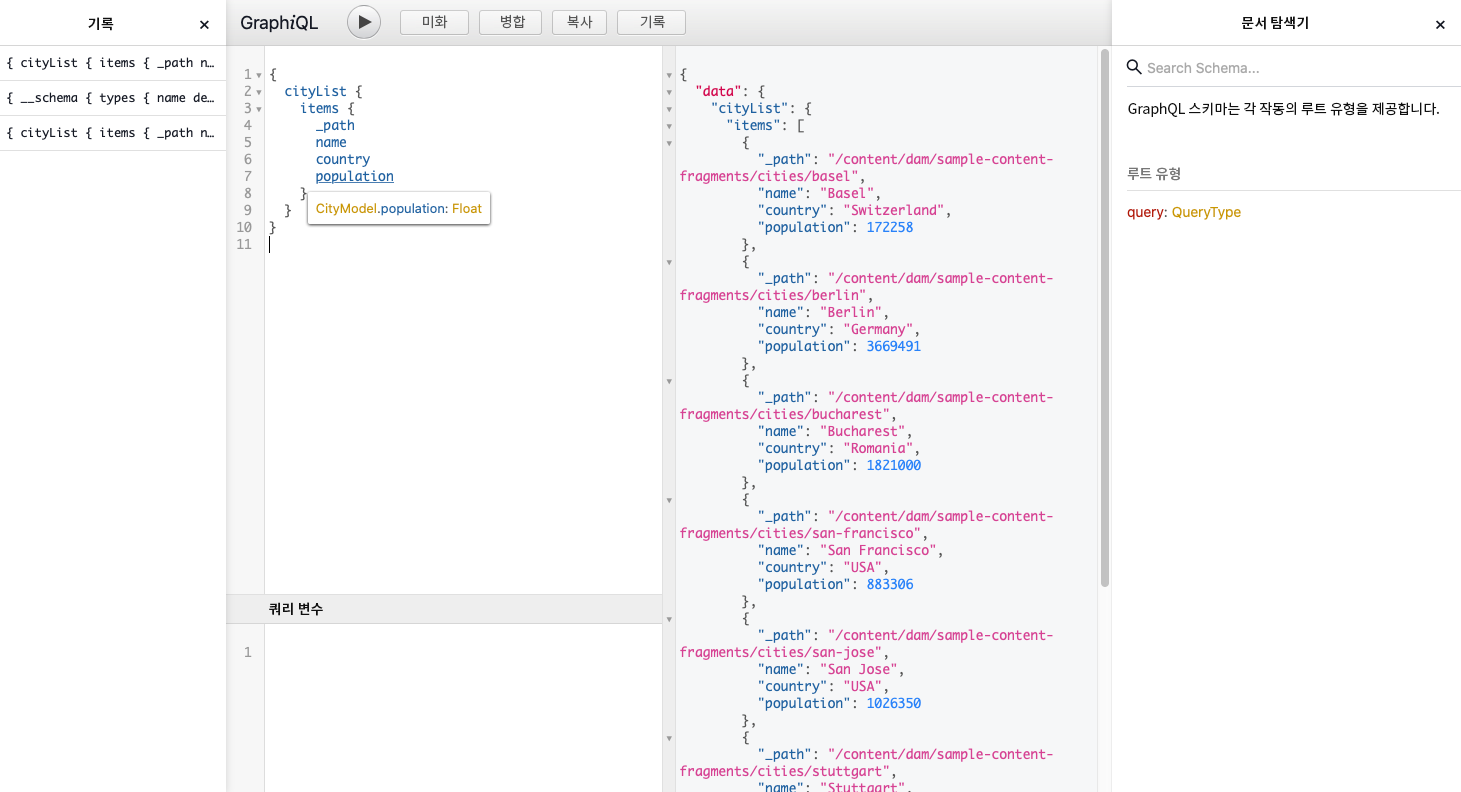 기록 ×
{ cityList { items { _path n…
{ __schema { types { name de…
{ cityList { items { _path n…
GraphiQL
미화 병합 복사 기록
1 {
2 cityList {
3 items {
4 _path
5 name
6 country
7 population
8 }
9 }
10 }
11
CityModel.population: Float
쿼리 변수
1
{
"data": {
"cityList": {
"items": [
{
"_path": "/content/dam/sample-content-
fragments/cities/basel",
"name": "Basel",
"country": "Switzerland",
"population": 172258
},
{
"_path": "/content/dam/sample-content-
fragments/cities/berlin",
"name": "Berlin",
"country": "Germany",
"population": 3669491
},
{
"_path": "/content/dam/sample-content-
fragments/cities/bucharest",
"name": "Bucharest",
"country": "Romania",
"population": 1821000
},
{
"_path": "/content/dam/sample-content-
fragments/cities/san-francisco",
"name": "San Francisco",
"country": "USA",
"population": 883306
},
{
"_path": "/content/dam/sample-content-
fragments/cities/san-jose",
"name": "San Jose",
"country": "USA",
"population": 1026350
},
{
"_path": "/content/dam/sample-content-
fragments/cities/stuttgart",
"name": "Stuttgart",
문서 탐색기 ×
Search Schema...
GraphQL 스키마는 각 작동의 루트 유형을 제공합니다.
루트 유형
query: QueryType